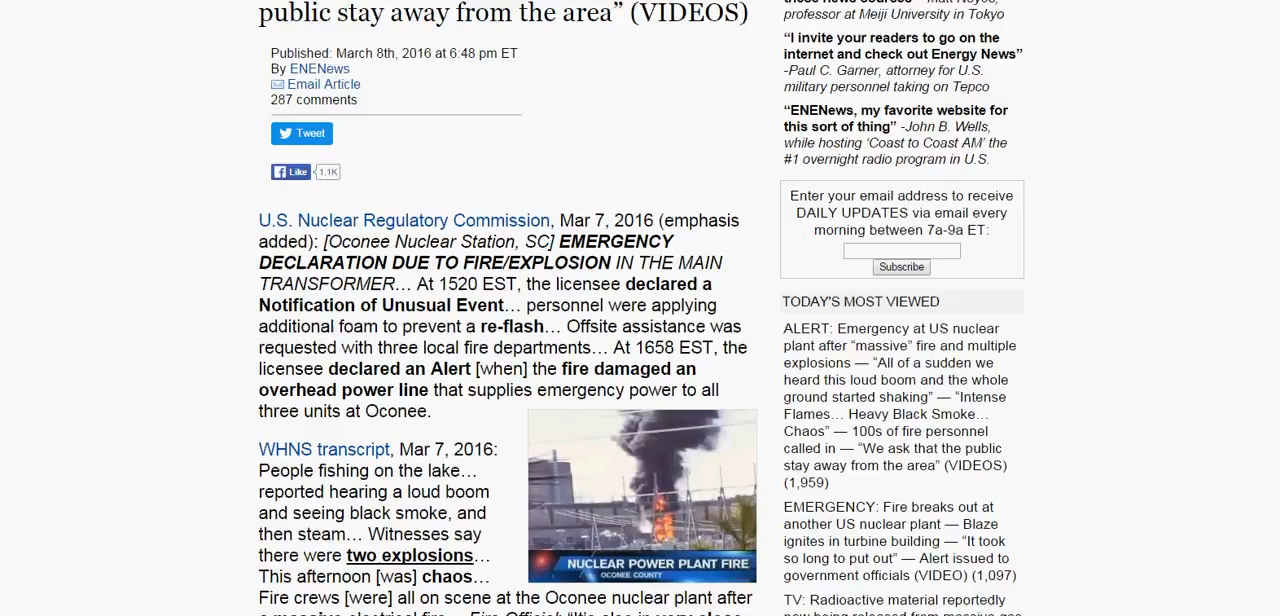 public stay away from the area” (VIDEOS)
Published: March 8th, 2016 at 6:48 pm ET
By ENENews
Email Article
287 comments
Tweet
Like 1.1K
U.S. Nuclear Regulatory Commission, Mar 7, 2016 (emphasis
added): [Oconee Nuclear Station, SC] EMERGENCY
DECLARATION DUE TO FIRE/EXPLOSION IN THE MAIN
TRANSFORMER… At 1520 EST, the licensee declared a
Notification of Unusual Event… personnel were applying
additional foam to prevent a re-flash… Offsite assistance was
requested with three local fire departments… At 1658 EST, the
licensee declared an Alert [when] the fire damaged an
overhead power line that supplies emergency power to all
three units at Oconee.
WHNS transcript, Mar 7, 2016:
People fishing on the lake…
reported hearing a loud boom
and seeing black smoke, and
then steam… Witnesses say
there were two explosions…
This afternoon [was] chaos…
Fire crews [were] all on scene at the Oconee nuclear plant after
NUCLEAR POWER PLANT FIRE
OCONEE COUNTY
professor at Meiji University in Tokyo
“I invite your readers to go on the
internet and check out Energy News”
-Paul C. Garner, attorney for U.S.
military personnel taking on Tepco
“ENENews, my favorite website for
this sort of thing” -John B. Wells,
while hosting ‘Coast to Coast AM’ the
#1 overnight radio program in U.S.
Enter your email address to receive
DAILY UPDATES via email every
morning between 7a-9a ET:
Subscribe
TODAY'S MOST VIEWED
ALERT: Emergency at US nuclear
plant after “massive” fire and multiple
explosions — “All of a sudden we
heard this loud boom and the whole
ground started shaking” — “Intense
Flames… Heavy Black Smoke…
Chaos” — 100s of fire personnel
called in — “We ask that the public
stay away from the area” (VIDEOS)
(1,959)
EMERGENCY: Fire breaks out at
another US nuclear plant — Blaze
ignites in turbine building — “It took
so long to put out” — Alert issued to
government officials (VIDEO) (1,097)
TV: Radioactive material reportedly